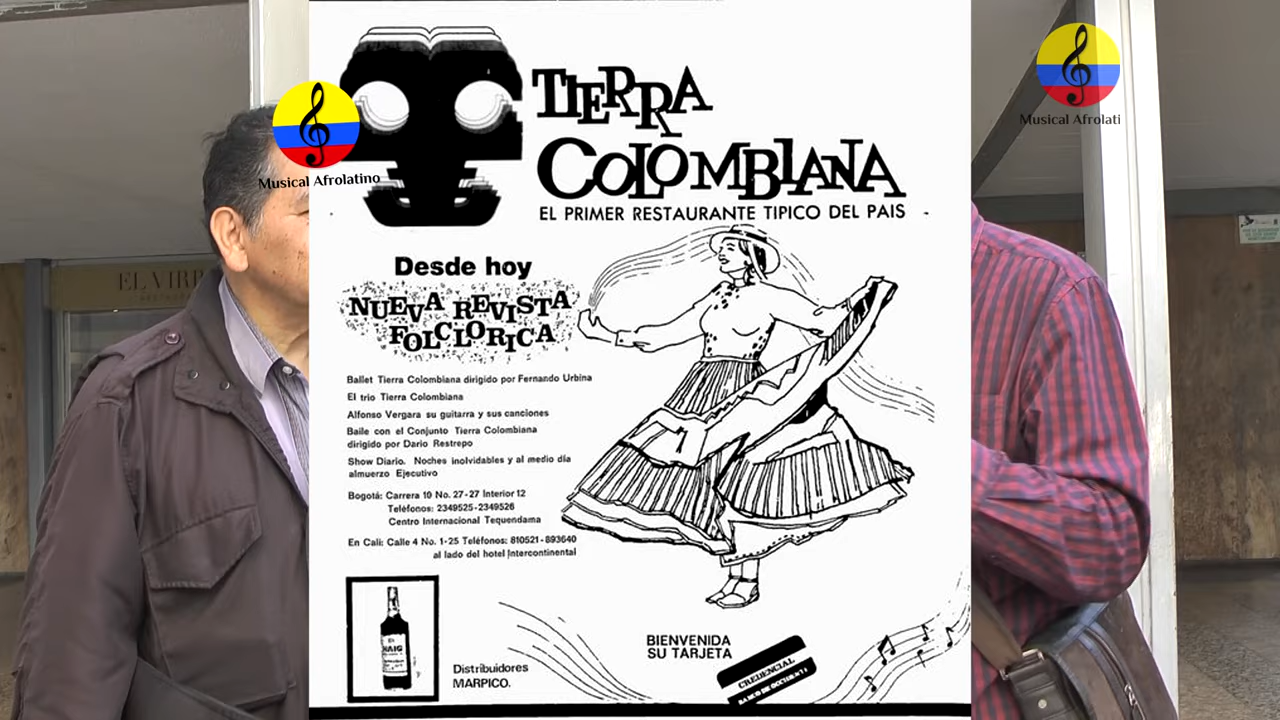 Musical Afrolatino
Musical Afrolati
EL VIRR
TIERRA
COLOMBIANA
EL PRIMER RESTAURANTE TIPICO DEL PAIS
Desde hoy
NUEVA REVISTA
FOLCLORICA
Ballet Tierra Colombiana dirigido por Fernando Urbina
El trio Tierra Colombiana
Alfonso Vergara su guitarra y sus canciones
Baile con el Conjunto Tierra Colombiana
dirigido por Dario Restrepo
Show Diario. Noches inolvidables y al medio día
almuerzo Ejecutivo
Bogotá: Carrera 10 No. 27-27 Interior 12
Teléfonos: 2349525-2349526
Centro Internacional Tequendama
En Cali: Calle 4 No. 1-25 Teléfonos: 810521-893640
al lado del hotel Intercontinental
HAIG
Distribuidores
MARPICO.
BIENVENIDA
SU TARJETA
CREDENCIAL
BANCO DE OCCIDENTE